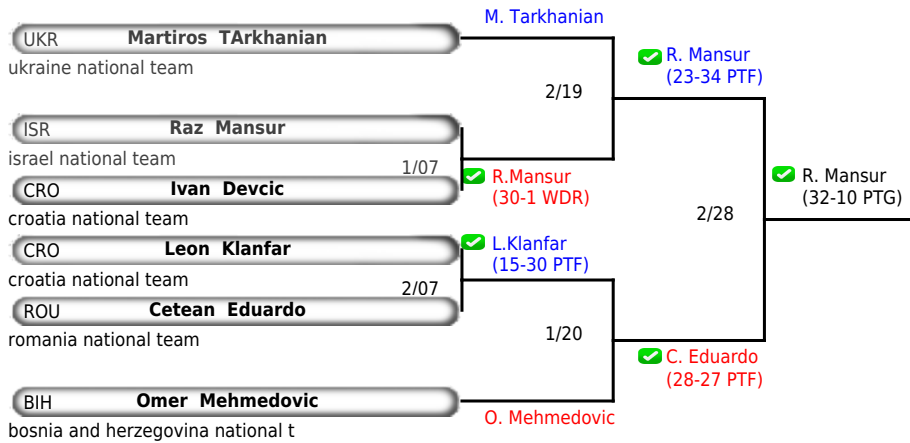 M. Tarkhanian
UKR Martiros TArkhanian
ukraine national team
R. Mansur
(23-34 PTF)
2/19
ISR Raz Mansur
israel national team
1/07
R.Mansur
(30-1 WDR)
CRO Ivan Devcic
croatia national team
R. Mansur
(32-10 PTG)
2/28
CRO Leon Klanfar
croatia national team
L.Klanfar
(15-30 PTF)
2/07
ROU Cetean Eduardo
romania national team
1/20
C. Eduardo
(28-27 PTF)
BIH Omer Mehmedovic
O. Mehmedovic
bosnia and herzegovina national t